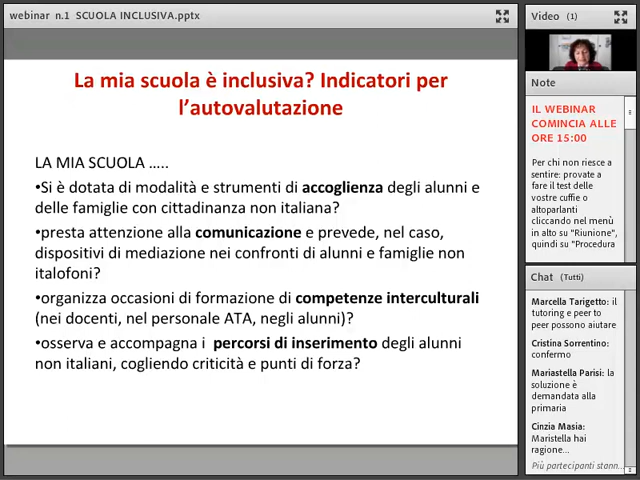 webinar n.1 SCUOLA INCLUSIVA.pptx
La mia scuola è inclusiva? Indicatori per
l’autovalutazione
LA MIA SCUOLA …..
•Si è dotata di modalità e strumenti di accoglienza degli alunni e
delle famiglie con cittadinanza non italiana?
•presta attenzione alla comunicazione e prevede, nel caso,
dispositivi di mediazione nei confronti di alunni e famiglie non
italofoni?
•organizza occasioni di formazione di competenze interculturali
(nei docenti, nel personale ATA, negli alunni)?
•osserva e accompagna i percorsi di inserimento degli alunni
non italiani, cogliendo criticità e punti di forza?
Video (1)
Note
IL WEBINAR
COMINCIA ALLE
ORE 15:00
Per chi non riesce a
sentire: provate a
fare il test delle
vostre cuffie o
altoparlanti
cliccando nel menù
in alto su "Riunione",
quindi su "Procedura
Chat (Tutti)
Marcella Tarigetto: il
tutoring e peer to
peer possono aiutare
Cristina Sorrentino:
confermo
Mariastella Parisi: la
soluzione è
demandata alla
primaria
Cinzia Masia:
Maristella hai
ragione...
Più partecipanti stann...